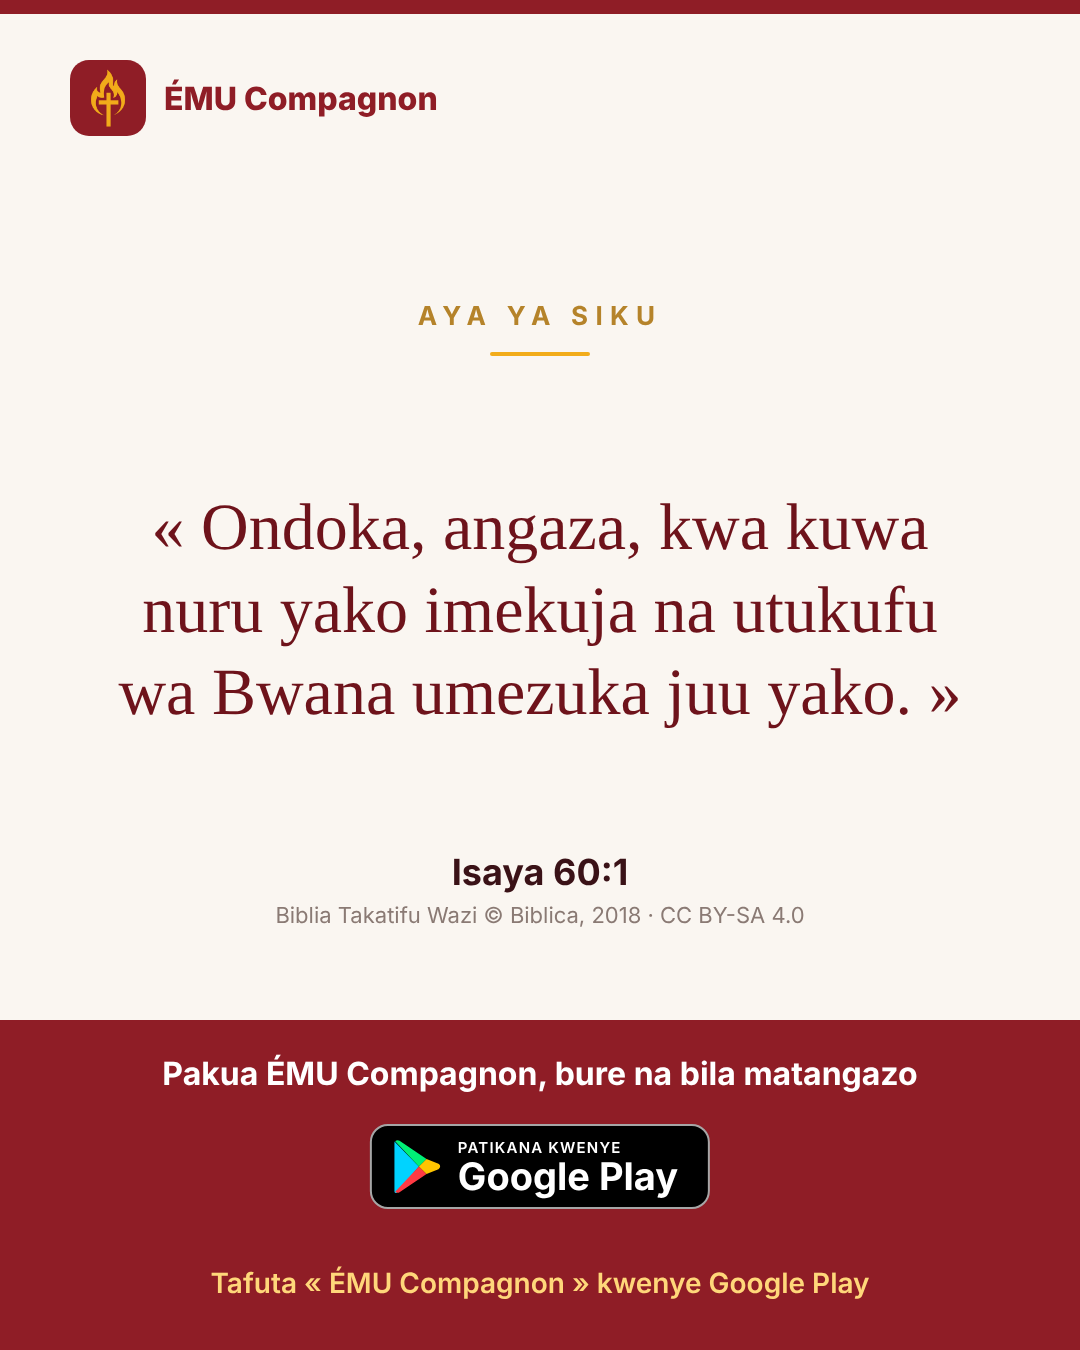 ÉMU Compagnon
AYA YA SIKU
« Ondoka, angaza, kwa kuwa
nuru yako imekuja na utukufu
wa Bwana umezuka juu yako. »
Isaya 60:1
Biblia Takatifu Wazi © Biblica, 2018 · CC BY-SA 4.0
Pakua ÉMU Compagnon, bure na bila matangazo
PATIKANA KWENYE
Google Play
Tafuta « ÉMU Compagnon » kwenye Google Play